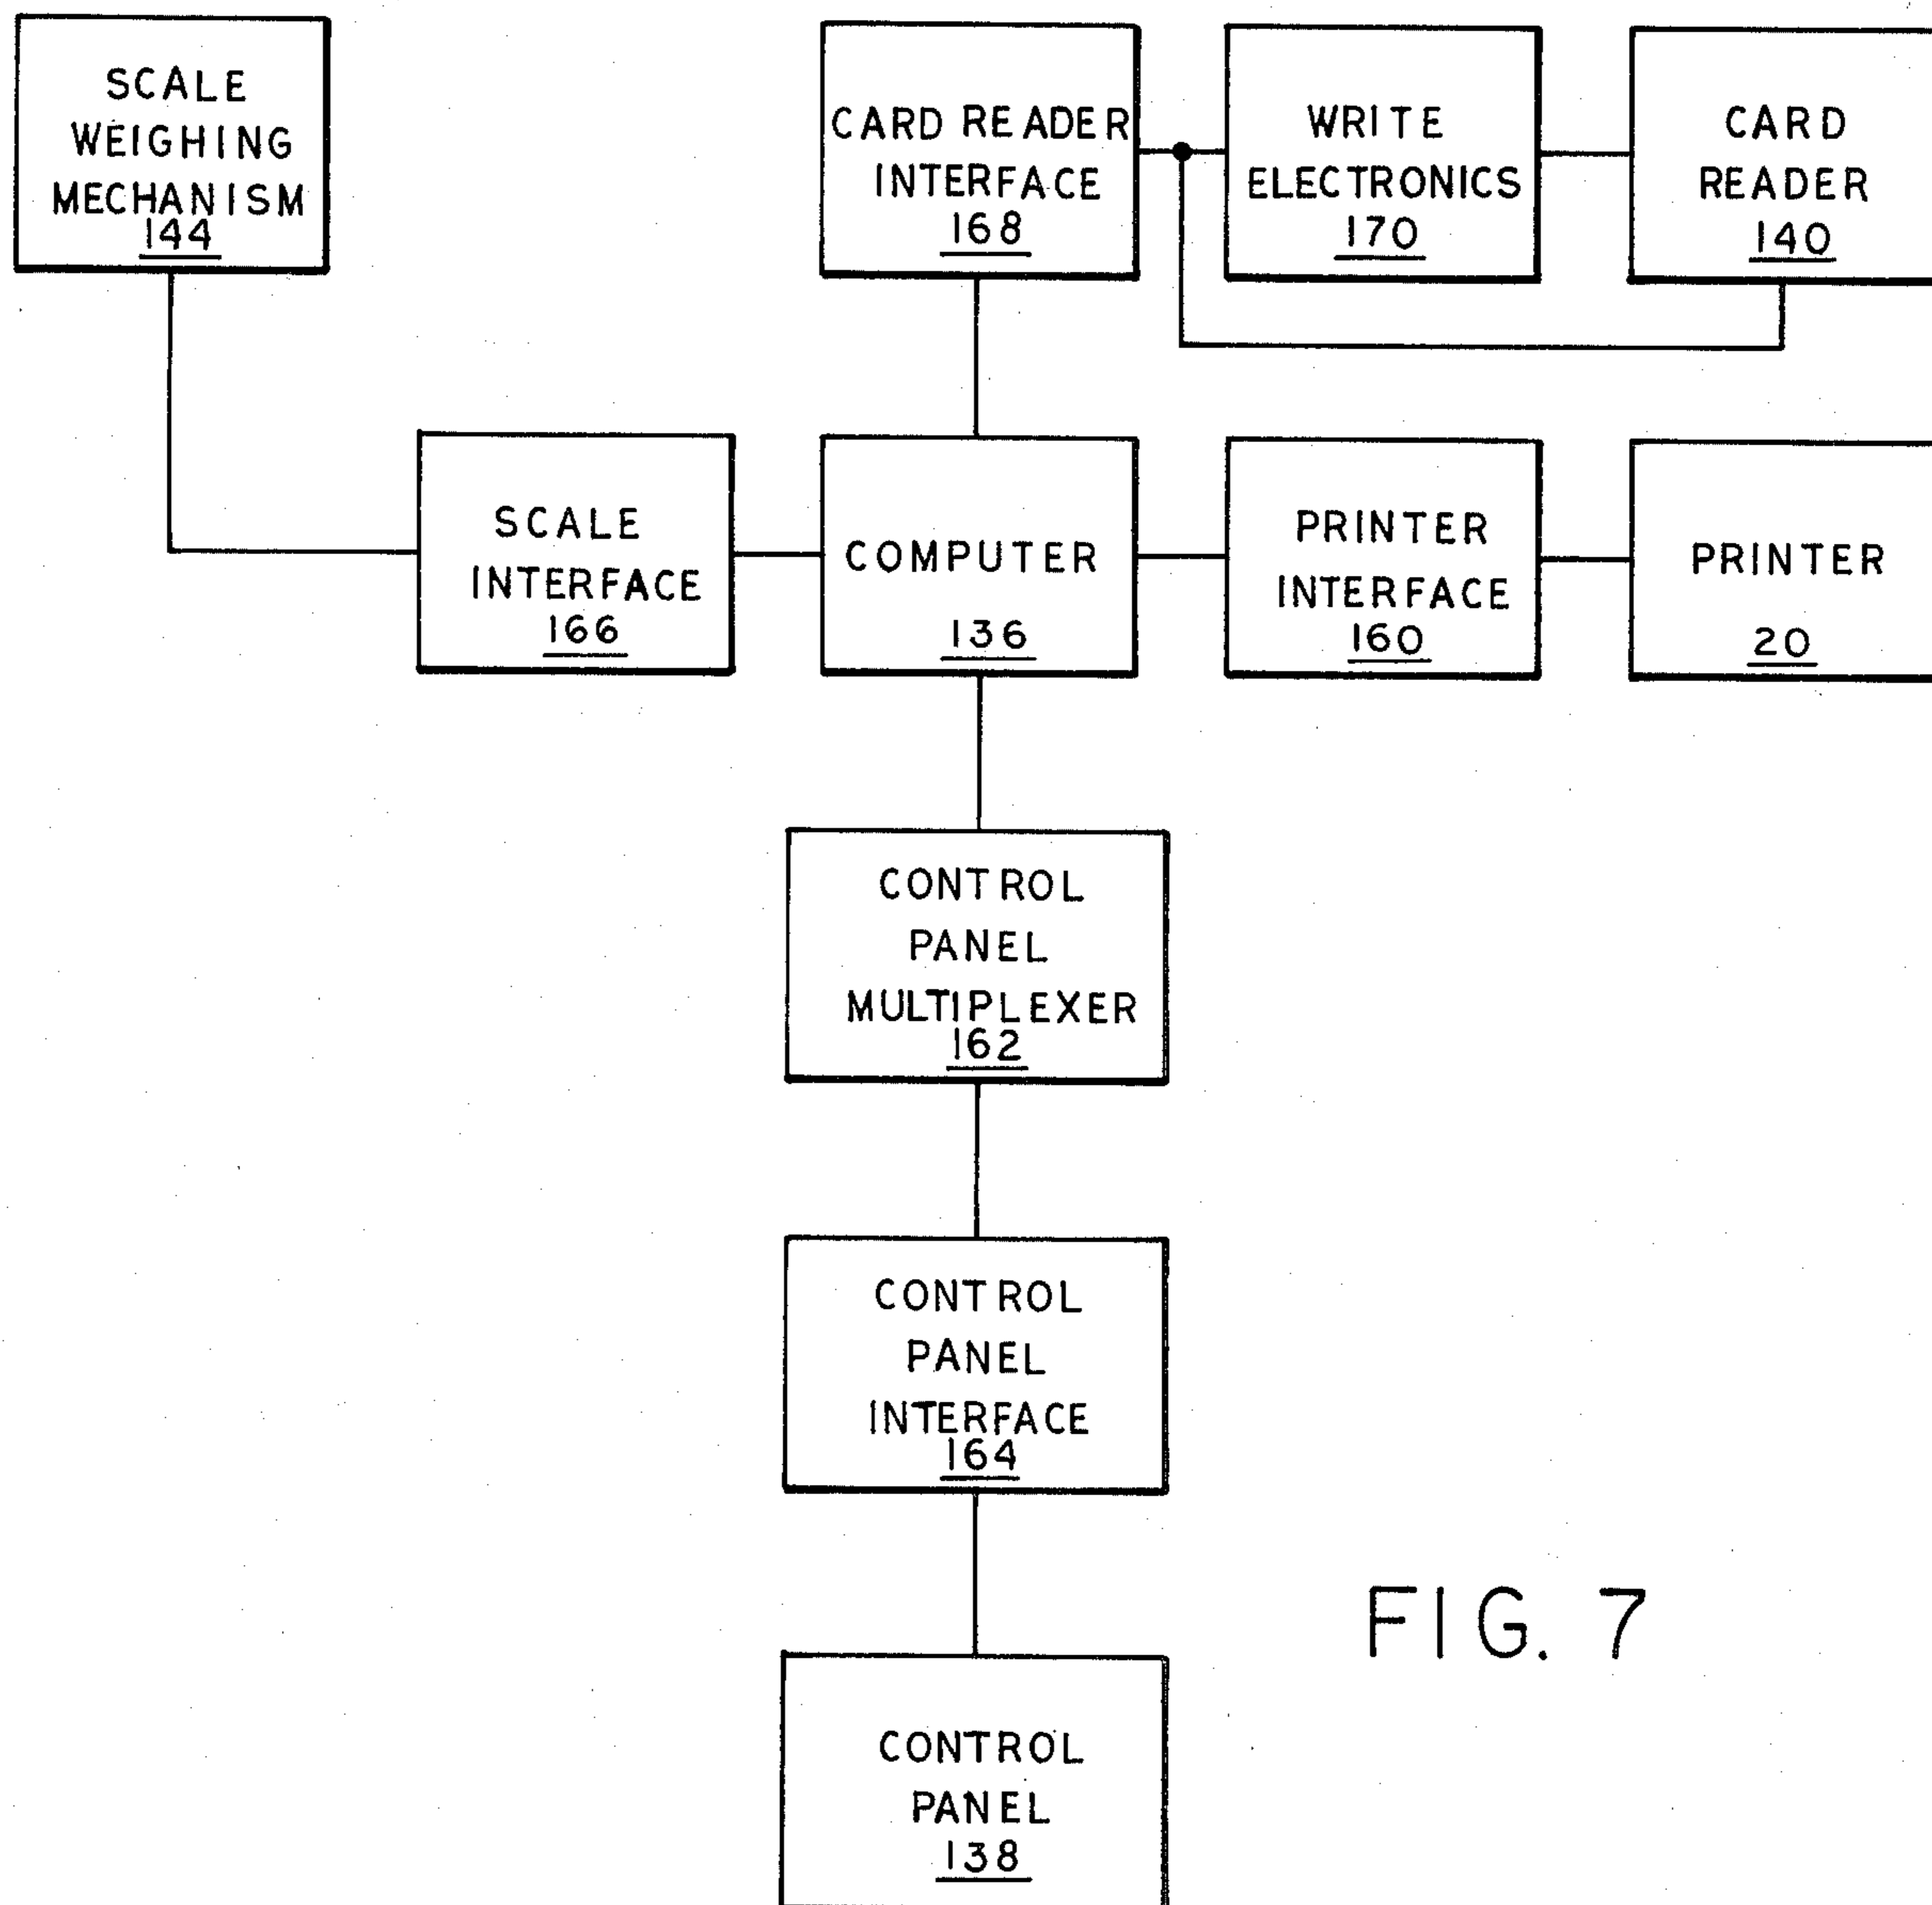 SCALE
WEIGHING
MECHANISM
144
CARD READER
INTERFACE
168
WRITE
ELECTRONICS
170
CARD
READER
140
SCALE
INTERFACE
166
COMPUTER
136
PRINTER
INTERFACE
160
PRINTER
20
CONTROL
PANEL
MULTIPLEXER
162
CONTROL
PANEL
INTERFACE
164
CONTROL
PANEL
138
FIG. 7